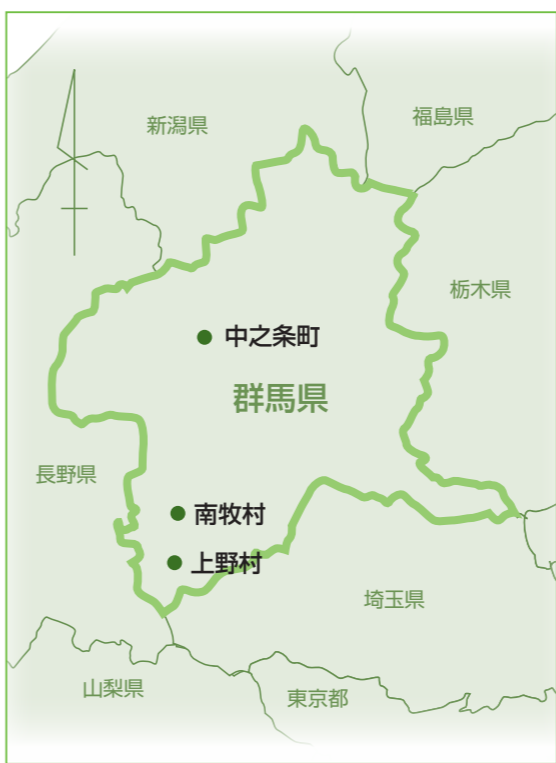 福島県
新潟県
栃木県
中之条町
群馬県
長野県
南牧村
上野村
埼玉県
山梨県
東京都